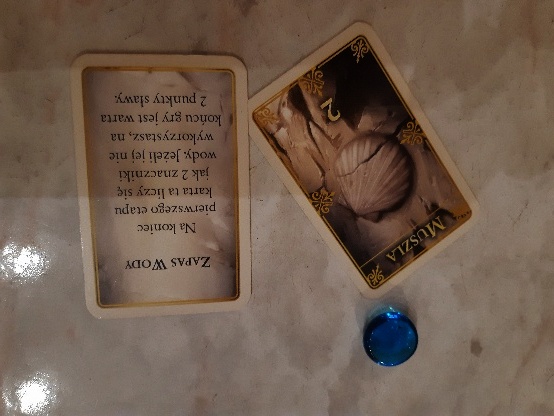 ZAPAS WODY
Na koniec
pierwszego etapu
karta ta liczy się
jak 2 znaczniki
wody. Jeżeli jej nie
wykorzystasz, na
końcu gry jest warta
2 punkty sławy.
MUSZLA
2